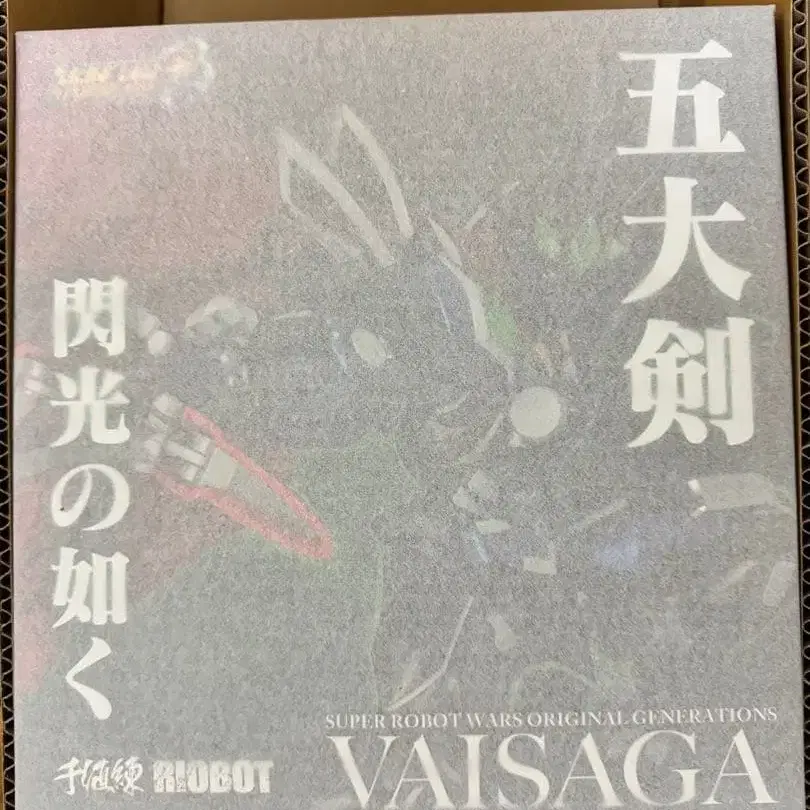 五大剣
閃光の如く
SUPER ROBOT WARS ORIGINAL GENERATIONS
VAISAGA
千値練 RIOBOT